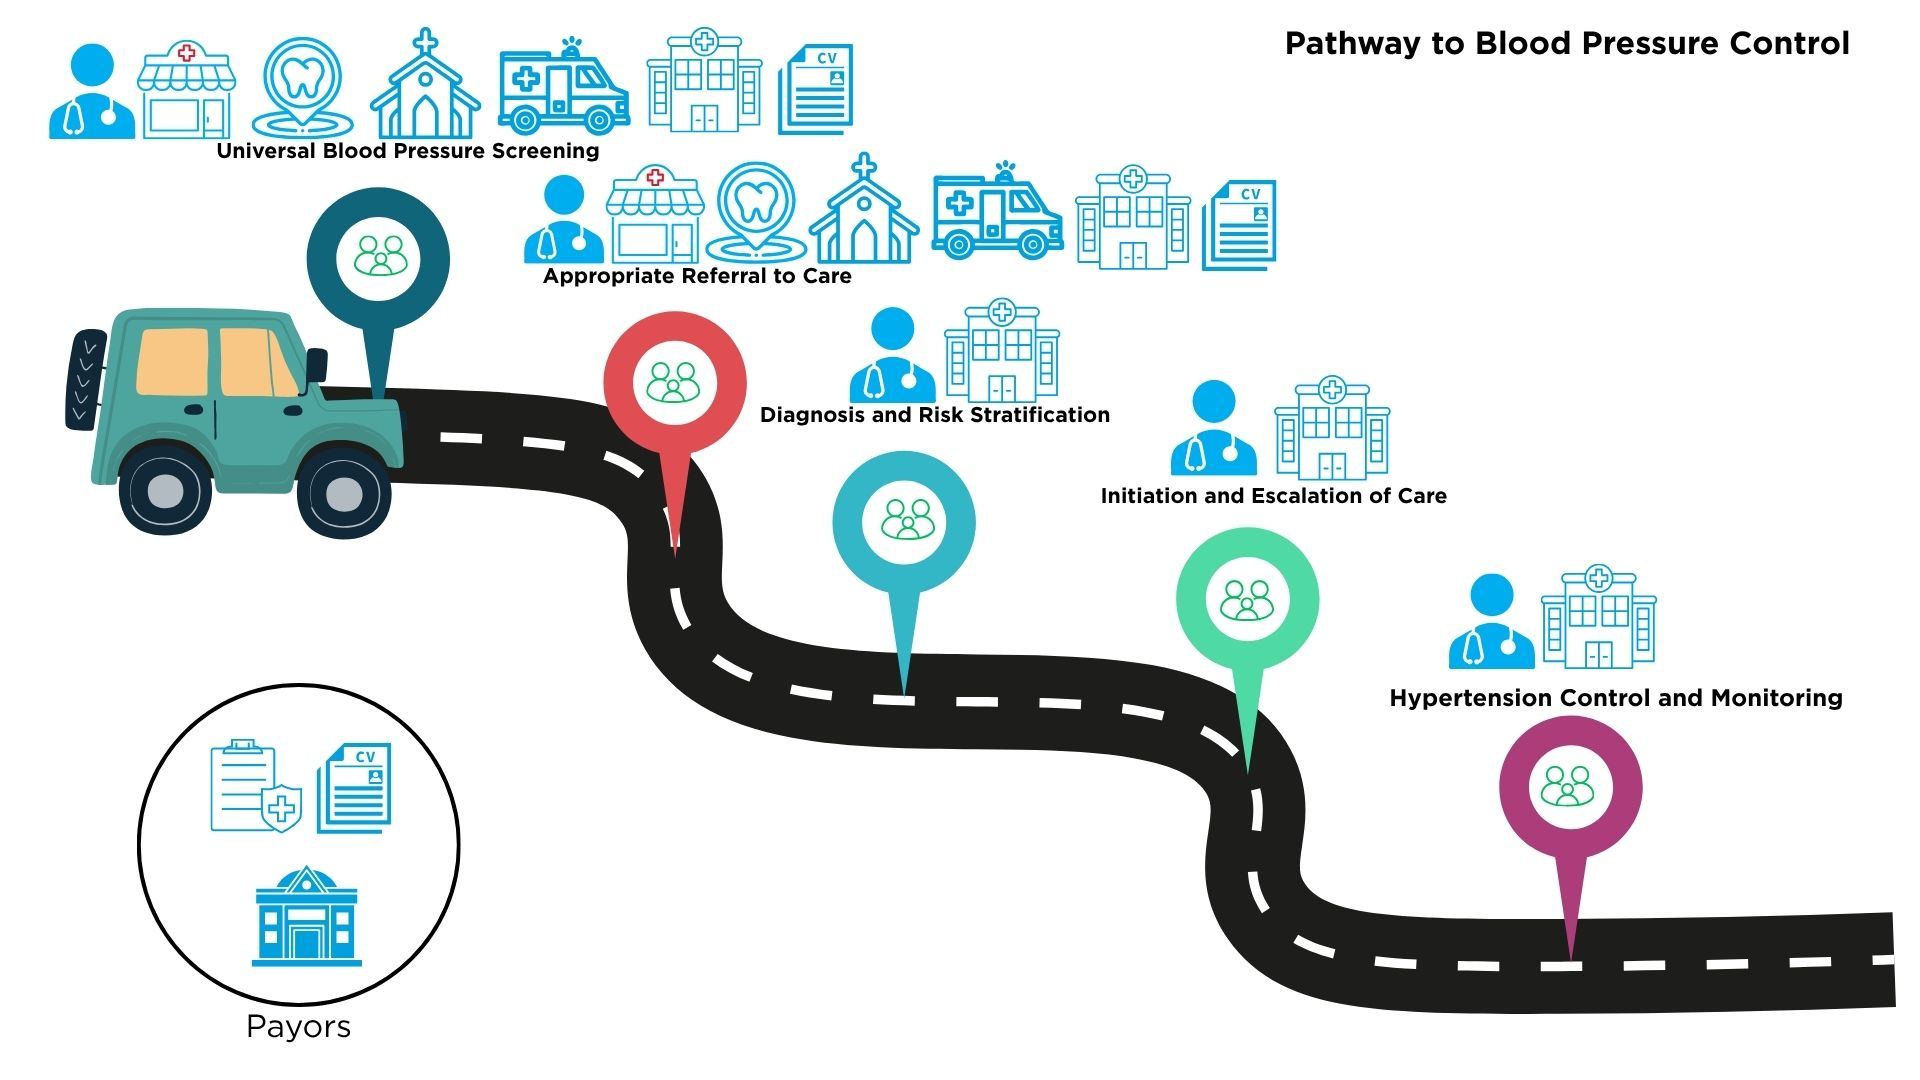 Pathway to Blood Pressure Control
CV
Universal Blood Pressure Screening
CV
Appropriate Referral to Care
Diagnosis and Risk Stratification
Initiation and Escalation of Care
Hypertension Control and Monitoring
CV
Payors